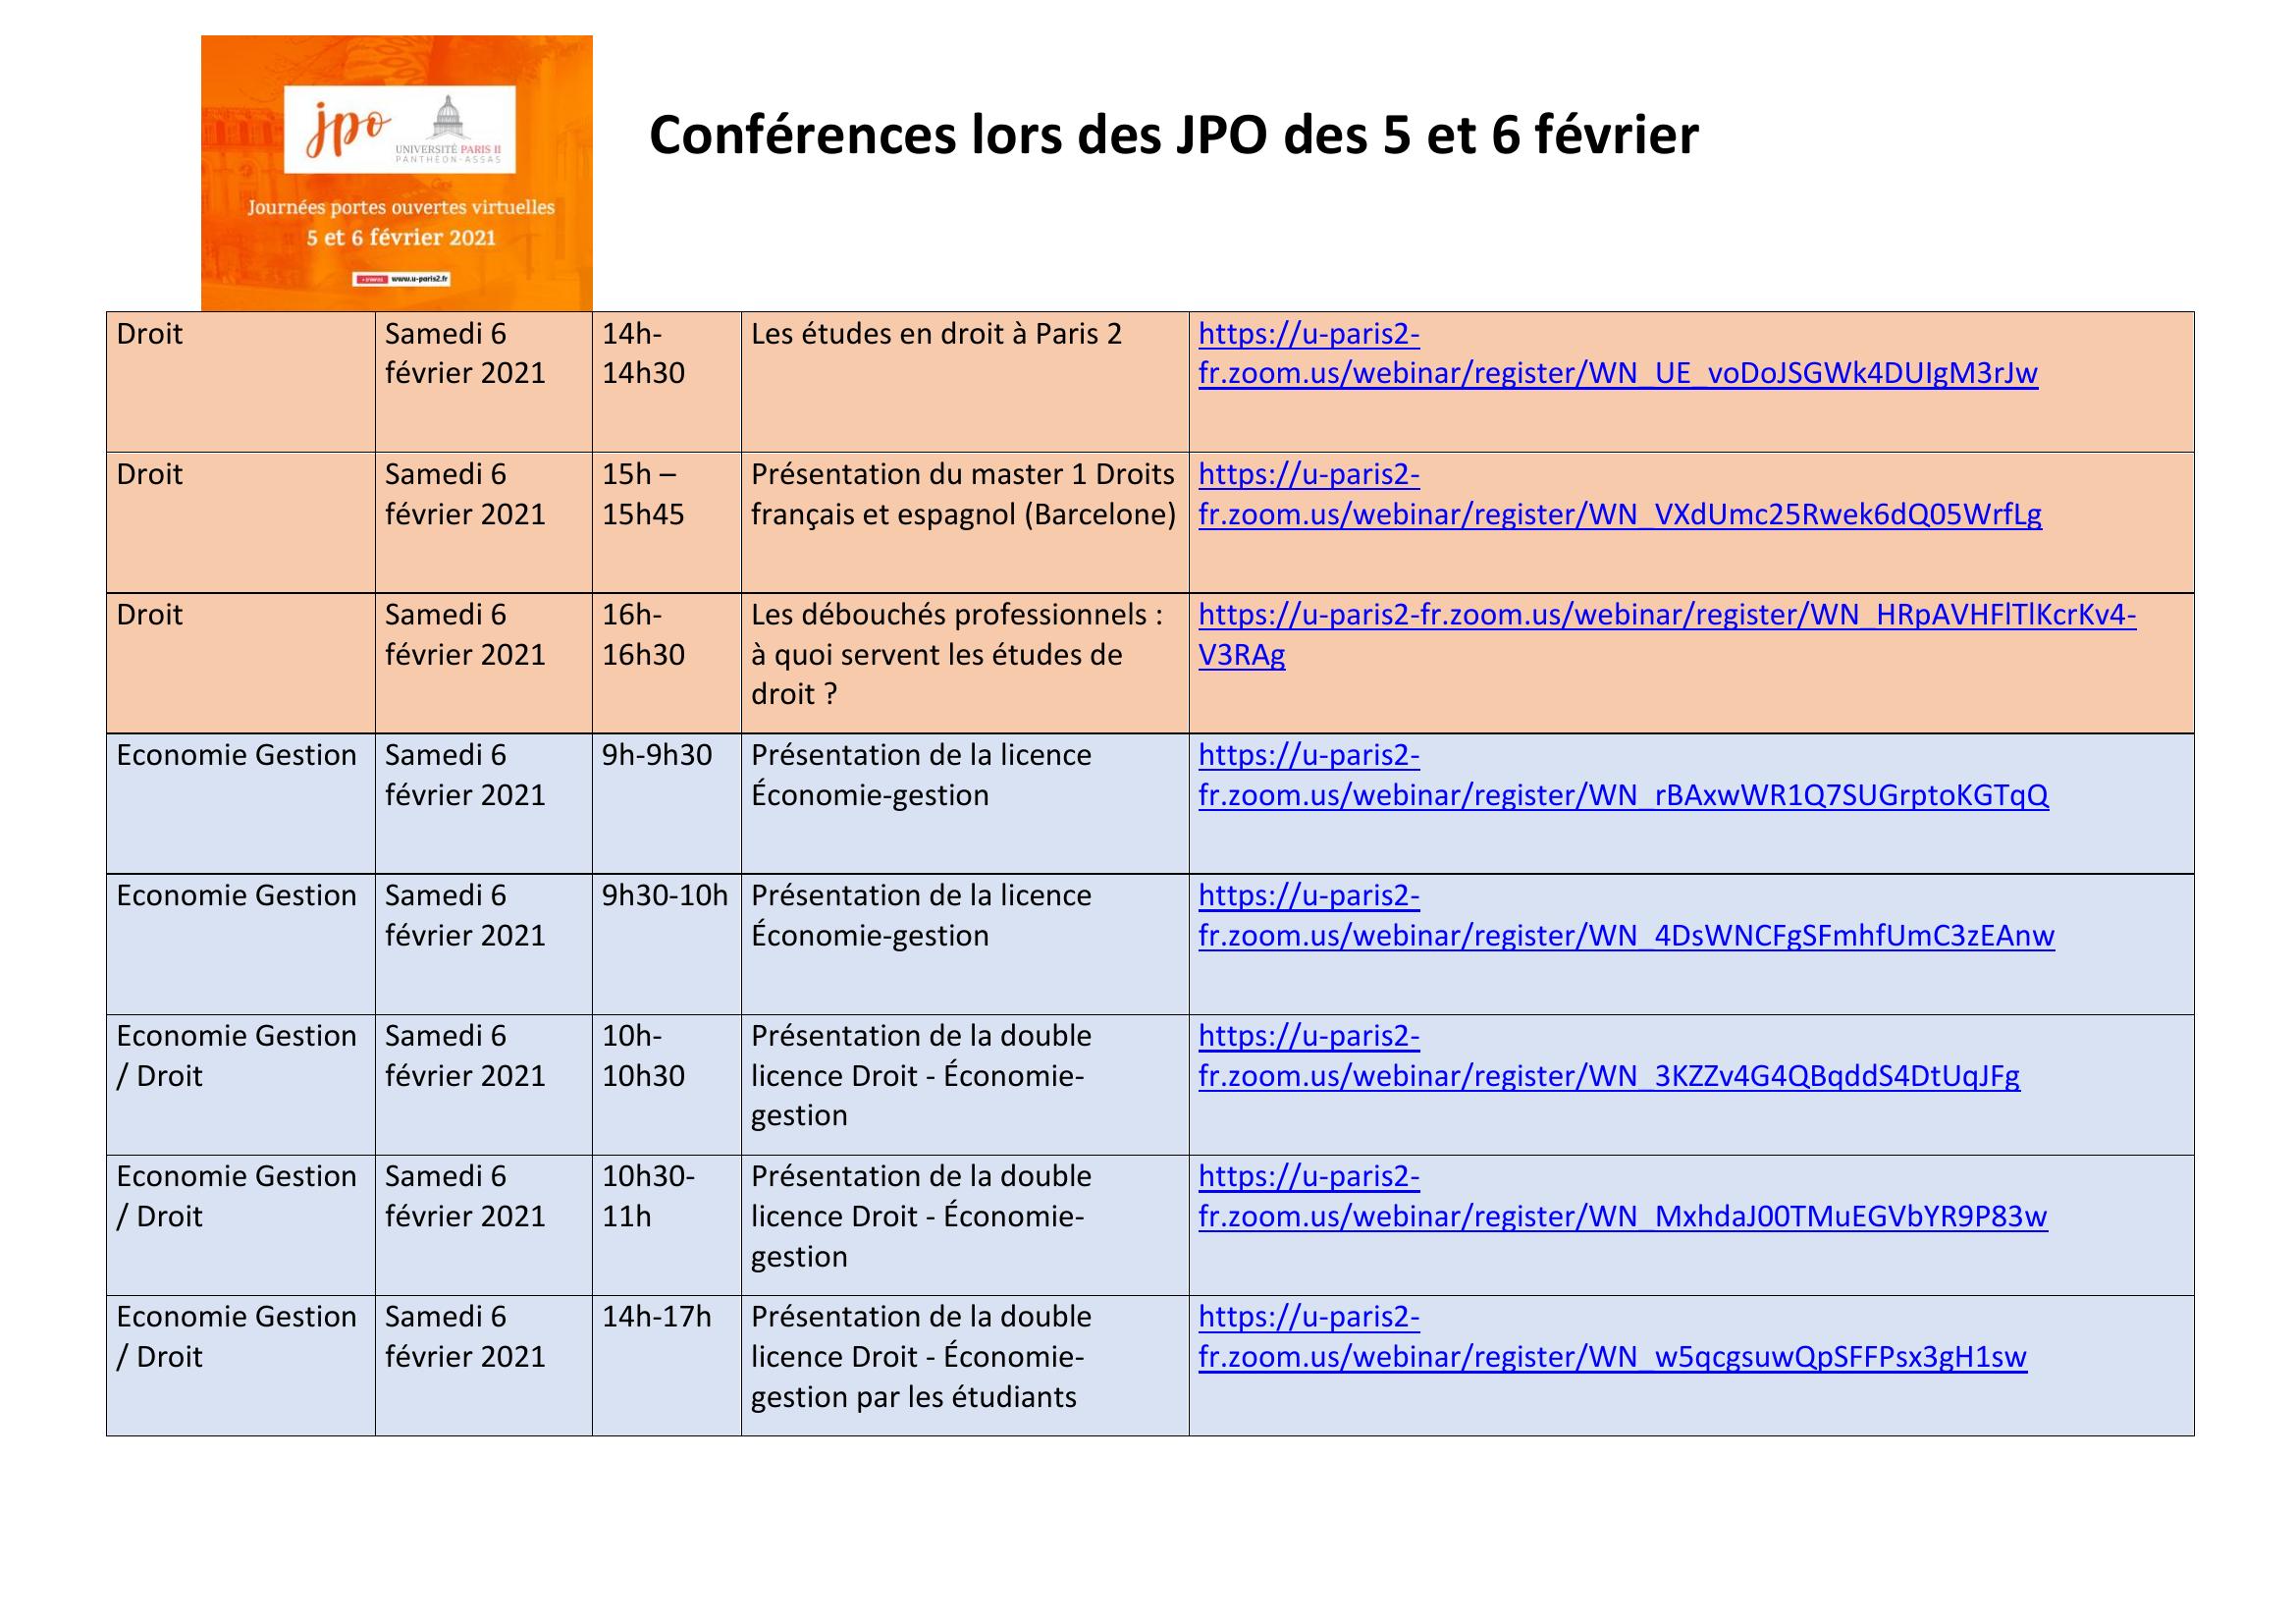 jpo
UNIVERSITÉ PARIS II
PANTHÉON-ASSAS
Journées portes ouvertes virtuelles
5 et 6 février 2021
www.u-paris2.fr
Conférences lors des JPO des 5 et 6 février
Droit
Samedi 6
février 2021
14h-
14h30
Les études en droit à Paris 2
https://u-paris2-
fr.zoom.us/webinar/register/WN_UE_voDoJSGWk4DUIgM3rJw
Droit
Samedi 6
février 2021
15h –
15h45
Présentation du master 1 Droits
français et espagnol (Barcelone)
https://u-paris2-
fr.zoom.us/webinar/register/WN_VXdUmc25Rwek6dQ05WrfLg
Droit
Samedi 6
février 2021
16h-
16h30
Les débouchés professionnels :
à quoi servent les études de
droit ?
https://u-paris2-fr.zoom.us/webinar/register/WN_HRpAVHFlTlKcrKv4-
V3RAg
Economie Gestion
Samedi 6
février 2021
9h-9h30
Présentation de la licence
Économie-gestion
https://u-paris2-
fr.zoom.us/webinar/register/WN_rBAxwWR1Q7SUGrptoKGTqQ
Economie Gestion
Samedi 6
février 2021
9h30-10h
Présentation de la licence
Économie-gestion
https://u-paris2-
fr.zoom.us/webinar/register/WN_4DsWNCFgSFmhfUmC3zEAnw
Economie Gestion
/ Droit
Samedi 6
février 2021
10h-
10h30
Présentation de la double
licence Droit - Économie-
gestion
https://u-paris2-
fr.zoom.us/webinar/register/WN_3KZZv4G4QBqddS4DtUqJFg
Economie Gestion
/ Droit
Samedi 6
février 2021
10h30-
11h
Présentation de la double
licence Droit - Économie-
gestion
https://u-paris2-
fr.zoom.us/webinar/register/WN_MxhdaJ00TMuEGVbYR9P83w
Economie Gestion
/ Droit
Samedi 6
février 2021
14h-17h
Présentation de la double
licence Droit - Économie-
gestion par les étudiants
https://u-paris2-
fr.zoom.us/webinar/register/WN_w5qcgsuwQpSFFPsx3gH1sw